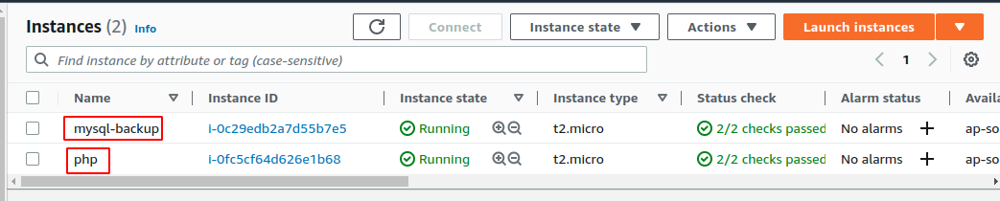 Instances (2) Info Connect Instance state Actions Launch instances
Find instance by attribute or tag (case-sensitive) 1
Name Instance ID Instance state Instance type Status check Alarm status Availa
mysql-backup i-0c29edb2a7d55b7e5 Running t2.micro 2/2 checks passed No alarms ap-so
php i-0fc5cf64d626e1b68 Running t2.micro 2/2 checks passed No alarms ap-so